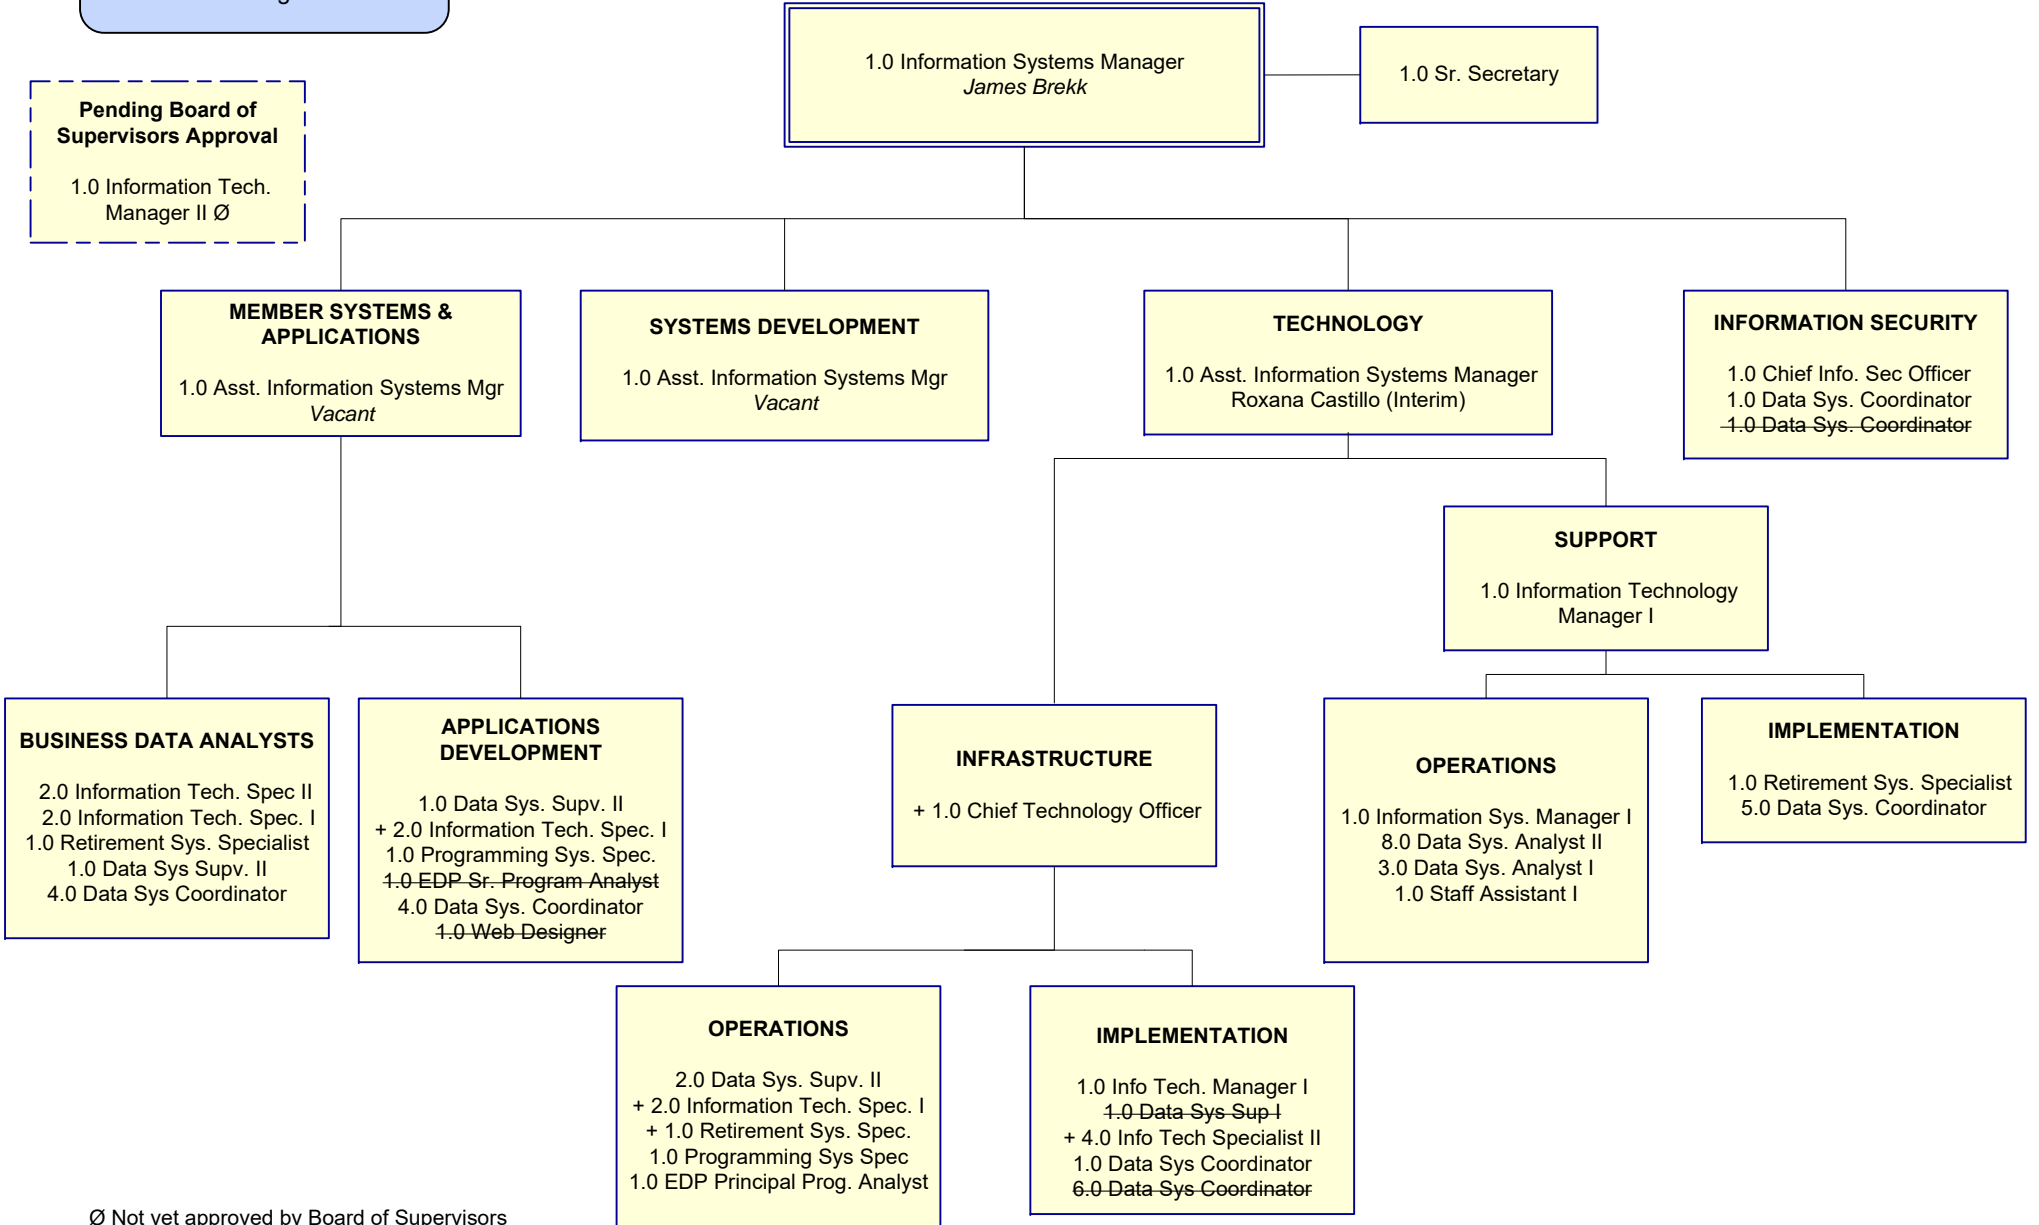 1.0 Information Systems Manager
James Brekk
1.0 Sr. Secretary
Pending Board of
Supervisors Approval
1.0 Information Tech.
Manager II Ø
MEMBER SYSTEMS &
APPLICATIONS
1.0 Asst. Information Systems Mgr
Vacant
SYSTEMS DEVELOPMENT
1.0 Asst. Information Systems Mgr
Vacant
TECHNOLOGY
1.0 Asst. Information Systems Manager
Roxana Castillo (Interim)
INFORMATION SECURITY
1.0 Chief Info. Sec Officer
1.0 Data Sys. Coordinator
1.0 Data Sys. Coordinator
SUPPORT
1.0 Information Technology
Manager I
BUSINESS DATA ANALYSTS
2.0 Information Tech. Spec II
2.0 Information Tech. Spec. I
1.0 Retirement Sys. Specialist
1.0 Data Sys Supv. II
4.0 Data Sys Coordinator
APPLICATIONS
DEVELOPMENT
1.0 Data Sys. Supv. II
+ 2.0 Information Tech. Spec. I
1.0 Programming Sys. Spec.
1.0 EDP Sr. Program Analyst
4.0 Data Sys. Coordinator
1.0 Web Designer
INFRASTRUCTURE
+ 1.0 Chief Technology Officer
OPERATIONS
1.0 Information Sys. Manager I
8.0 Data Sys. Analyst II
3.0 Data Sys. Analyst I
1.0 Staff Assistant I
IMPLEMENTATION
1.0 Retirement Sys. Specialist
5.0 Data Sys. Coordinator
OPERATIONS
2.0 Data Sys. Supv. II
+ 2.0 Information Tech. Spec. I
+ 1.0 Retirement Sys. Spec.
1.0 Programming Sys Spec
1.0 EDP Principal Prog. Analyst
IMPLEMENTATION
1.0 Info Tech. Manager I
1.0 Data Sys Sup I
+ 4.0 Info Tech Specialist II
1.0 Data Sys Coordinator
6.0 Data Sys Coordinator
Ø Not yet approved by Board of Supervisors